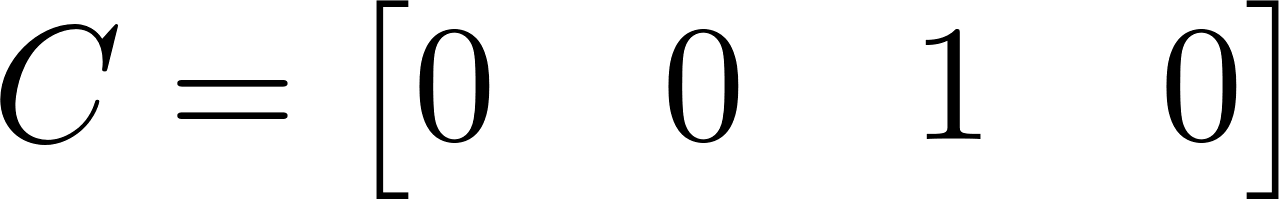 C = [0 0 1 0]